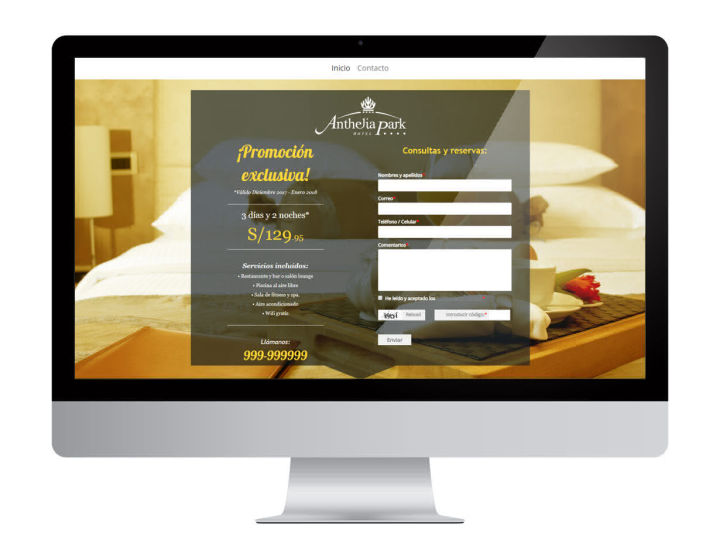 Inicio Contacto
Anthelia park
HOTEL
¡Promoción
exclusiva!
*Válido Diciembre 2017 - Enero 2018
3 días y 2 noches*
S/129.95
Servicios incluidos:
• Restaurante y bar o salón lounge
• Piscina al aire libre
• Sala de fitness y spa.
• Aire acondicionado
• Wifi gratis
Llámanos:
999-999999
Consultas y reservas:
Nombres y apellidos *
Correo *
Teléfono / Celular *
Comentarios *
He leído y aceptado los
Reload
Introducir código: *
Enviar